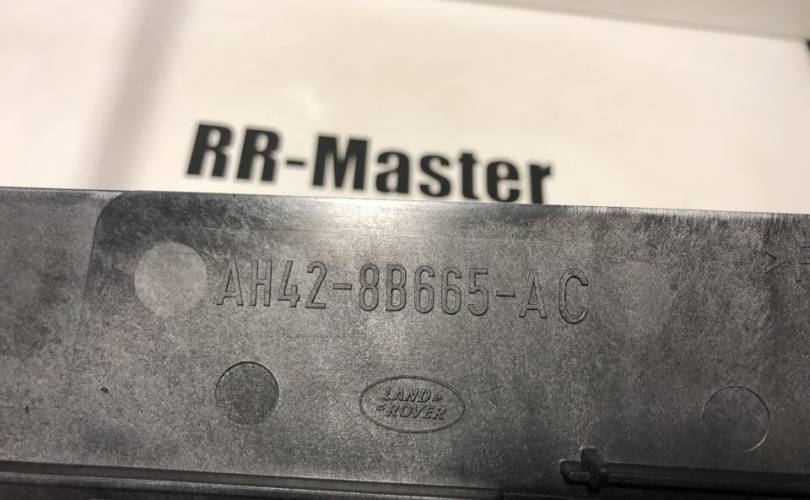 RR-Master
AH42-8B665-AC
LAND
ROVER